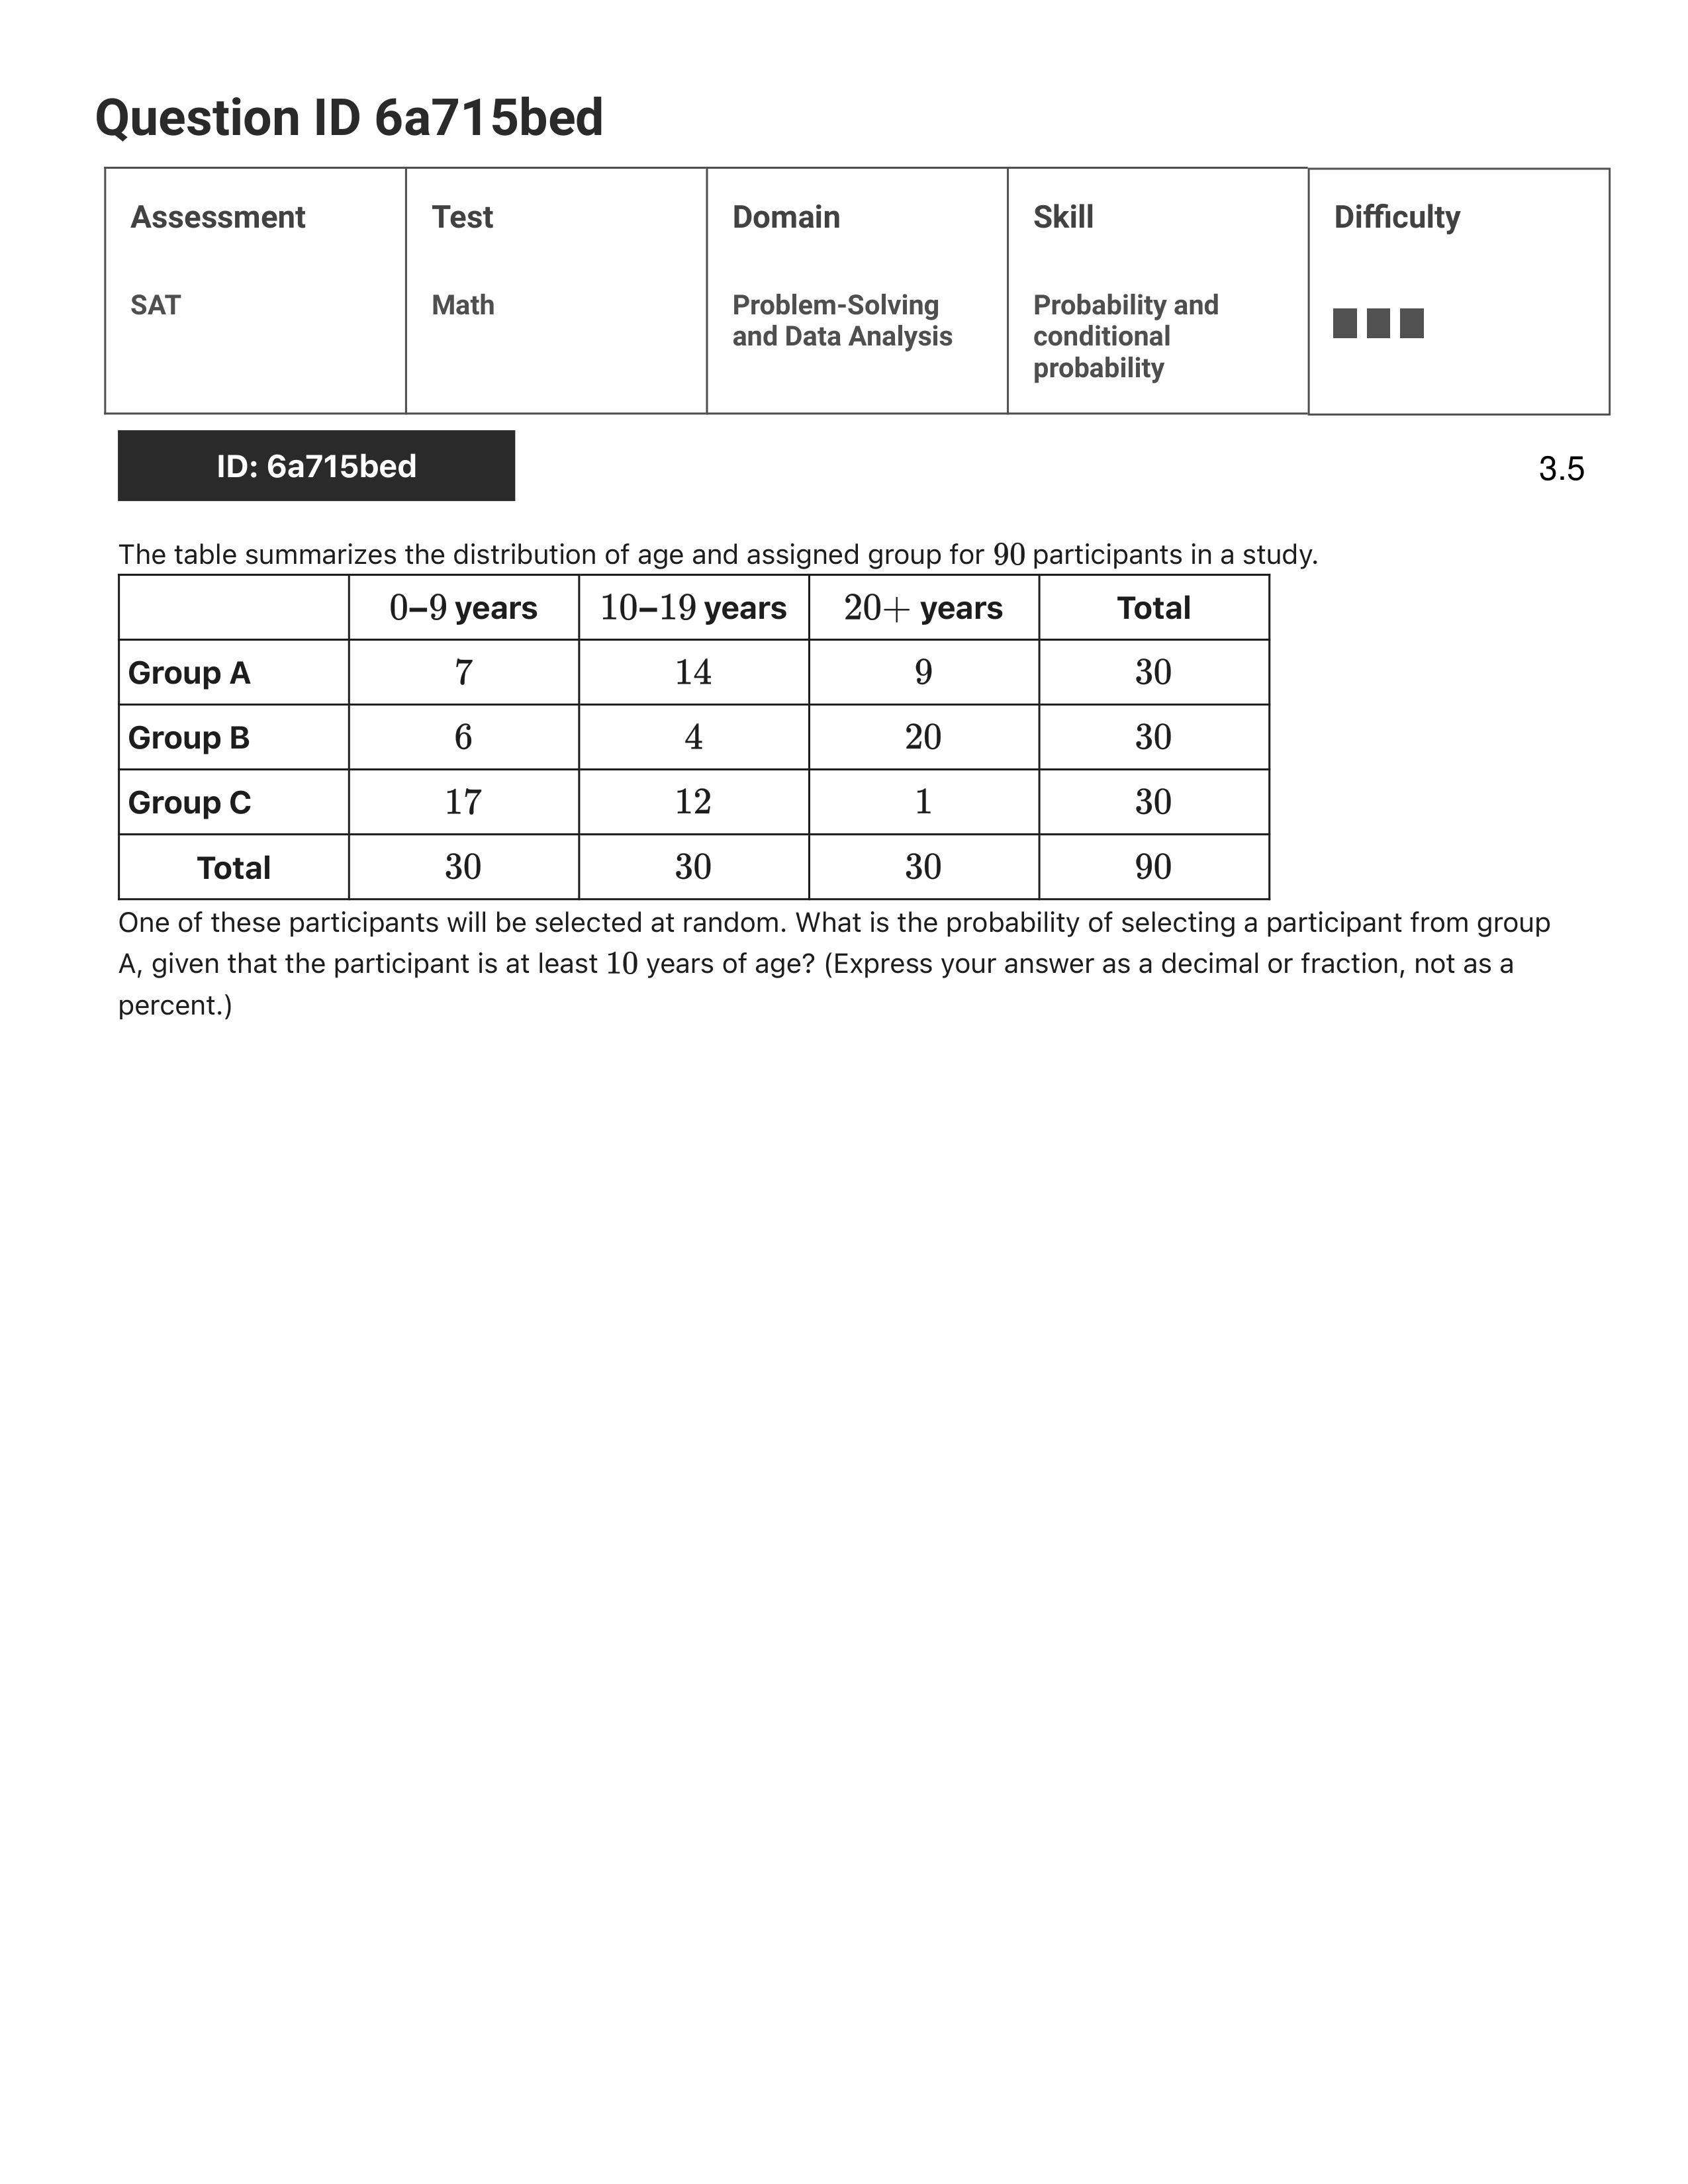 Question ID 6a715bed
Assessment Test Domain Skill Difficulty
SAT Math Problem-Solving and Data Analysis Probability and conditional probability
ID: 6a715bed 3.5
The table summarizes the distribution of age and assigned group for 90 participants in a study.
0–9 years 10–19 years 20+ years Total
Group A 7 14 9 30
Group B 6 4 20 30
Group C 17 12 1 30
Total 30 30 30 90
One of these participants will be selected at random. What is the probability of selecting a participant from group
A, given that the participant is at least 10 years of age? (Express your answer as a decimal or fraction, not as a
percent.)